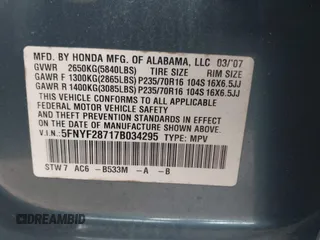 MFD. BY HONDA MFG. OF ALABAMA, LLC 03/'07
GVWR 2650KG(5840LBS) TIRE SIZE RIM SIZE
GAWR F 1300KG(2865LBS) P235/70R16 104S 16X6.5JJ
GAWR R 1400KG(3085LBS) P235/70R16 104S 16X6.5JJ
THIS VEHICLE CONFORMS TO ALL APPLICABLE
FEDERAL MOTOR VEHICLE SAFETY STANDARDS
IN EFFECT ON THE DATE OF MANUFACTURE SHOWN ABOVE.
V.I.N.: 5FNYF28717B034295 TYPE: MPV
STW7 AC6 -B533M -A -B
© DREAMBID